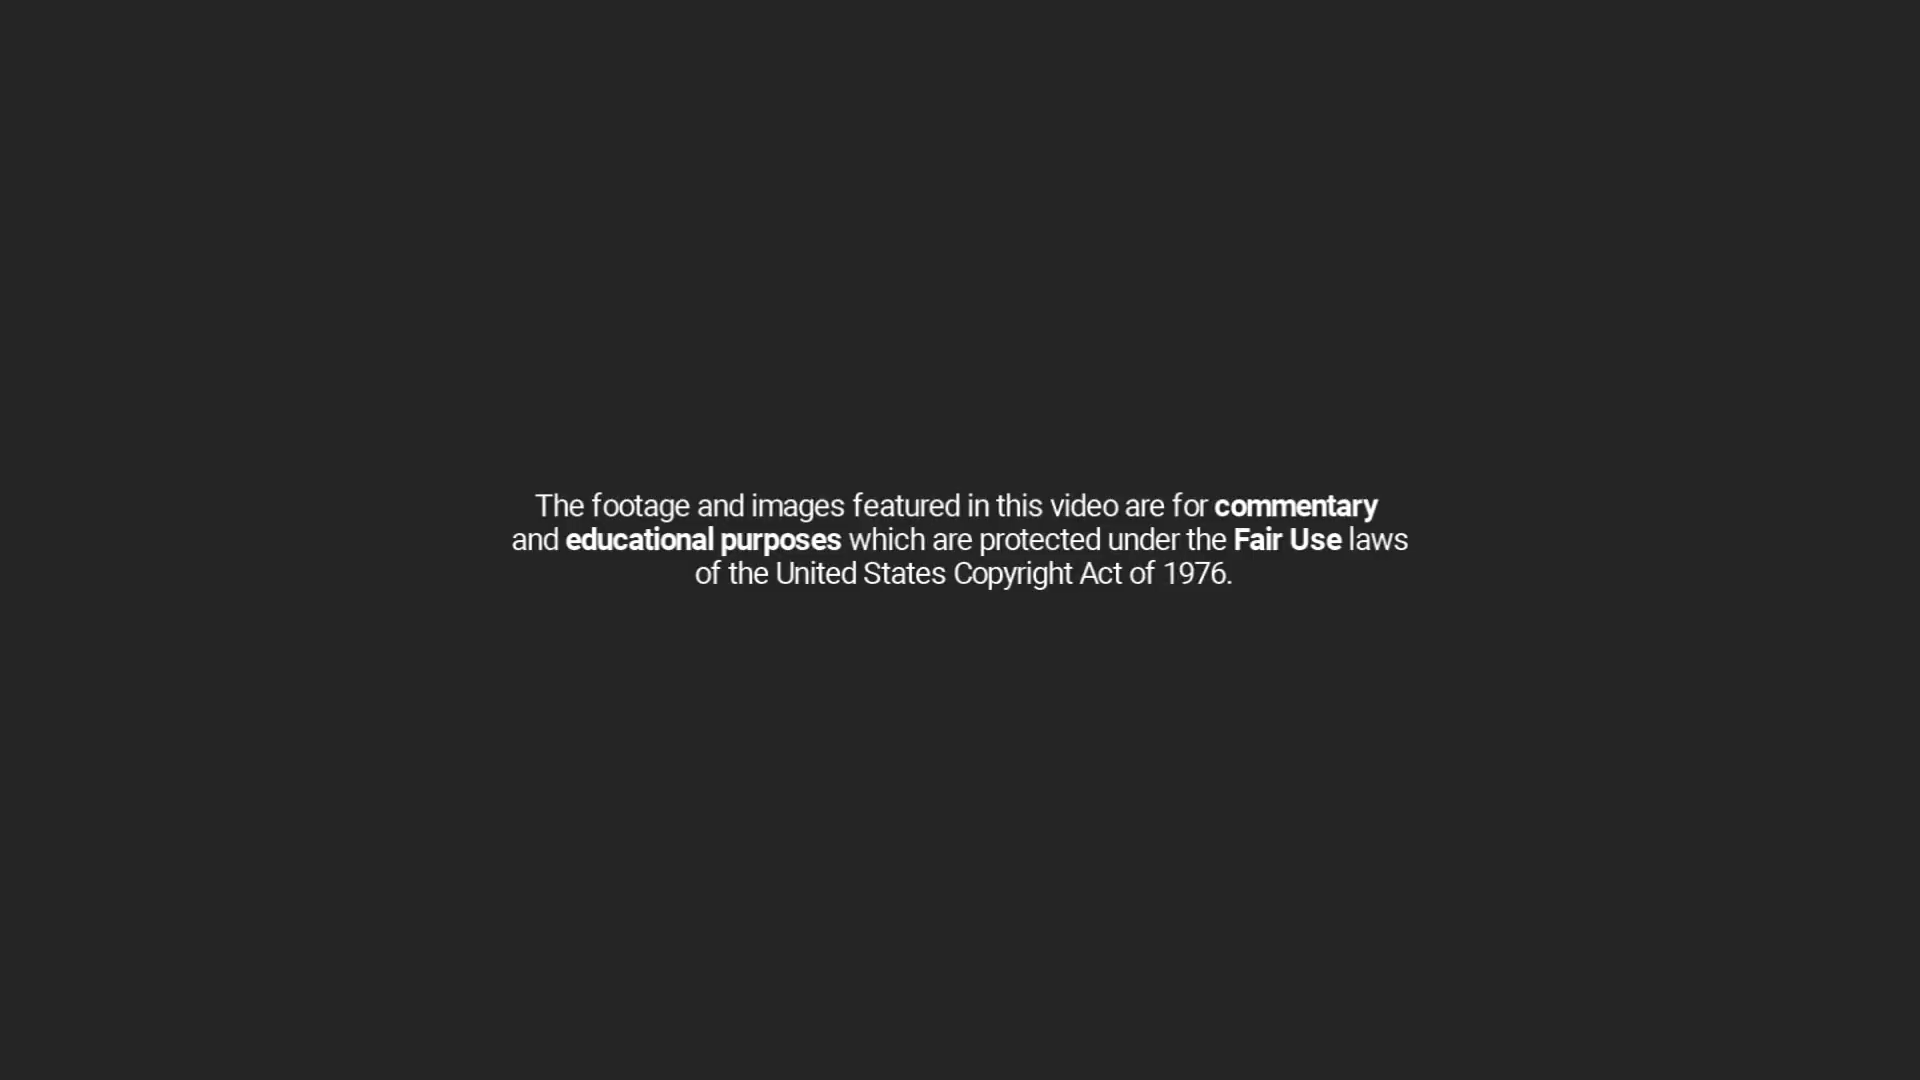 The footage and images featured in this video are for commentary
and educational purposes which are protected under the Fair Use laws
of the United States Copyright Act of 1976.